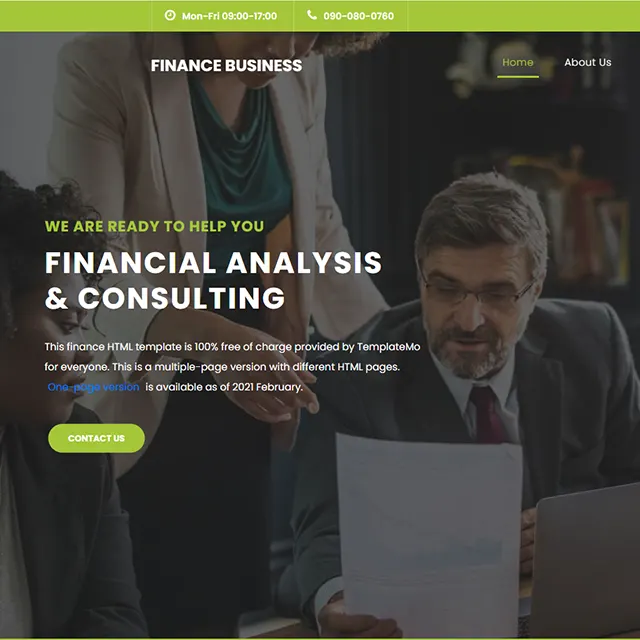 Mon-Fri 09:00-17:00 090-080-0760
FINANCE BUSINESS Home About Us
WE ARE READY TO HELP YOU
FINANCIAL ANALYSIS
& CONSULTING
This finance HTML template is 100% free of charge provided by TemplateMo
for everyone. This is a multiple-page version with different HTML pages.
One-page version is available as of 2021 February.
CONTACT US